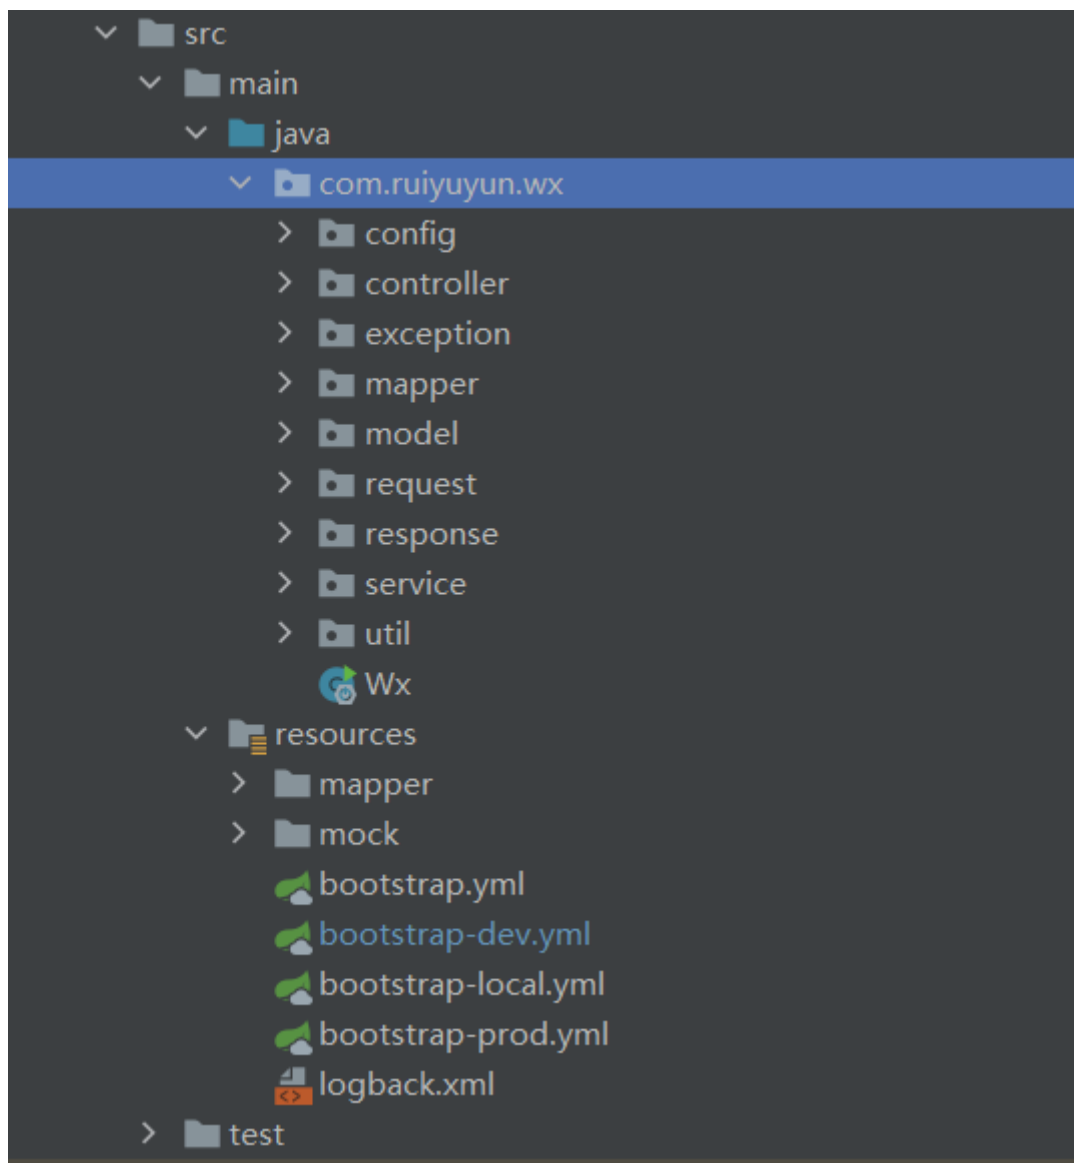 src
main
java
com.ruiyuyun.wx
config
controller
exception
mapper
model
request
response
service
util
Wx
resources
mapper
mock
bootstrap.yml
bootstrap-dev.yml
bootstrap-local.yml
bootstrap-prod.yml
logback.xml
test